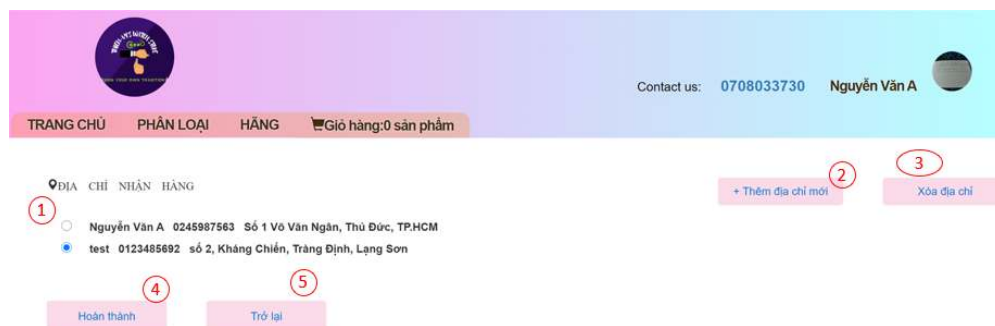 Contact us: 0708033730 Nguyễn Văn A
TRANG CHỦ PHÂN LOẠI HÃNG Giỏ hàng:0 sản phẩm
ĐỊA CHỈ NHẬN HÀNG
+ Thêm địa chỉ mới 2
Xóa địa chỉ 3
1
Nguyễn Văn A 0245987563 Số 1 Võ Văn Ngân, Thủ Đức, TP.HCM
test 0123485692 số 2, Kháng Chiến, Tràng Định, Lạng Sơn
Hoàn thành 4
Trở lại 5